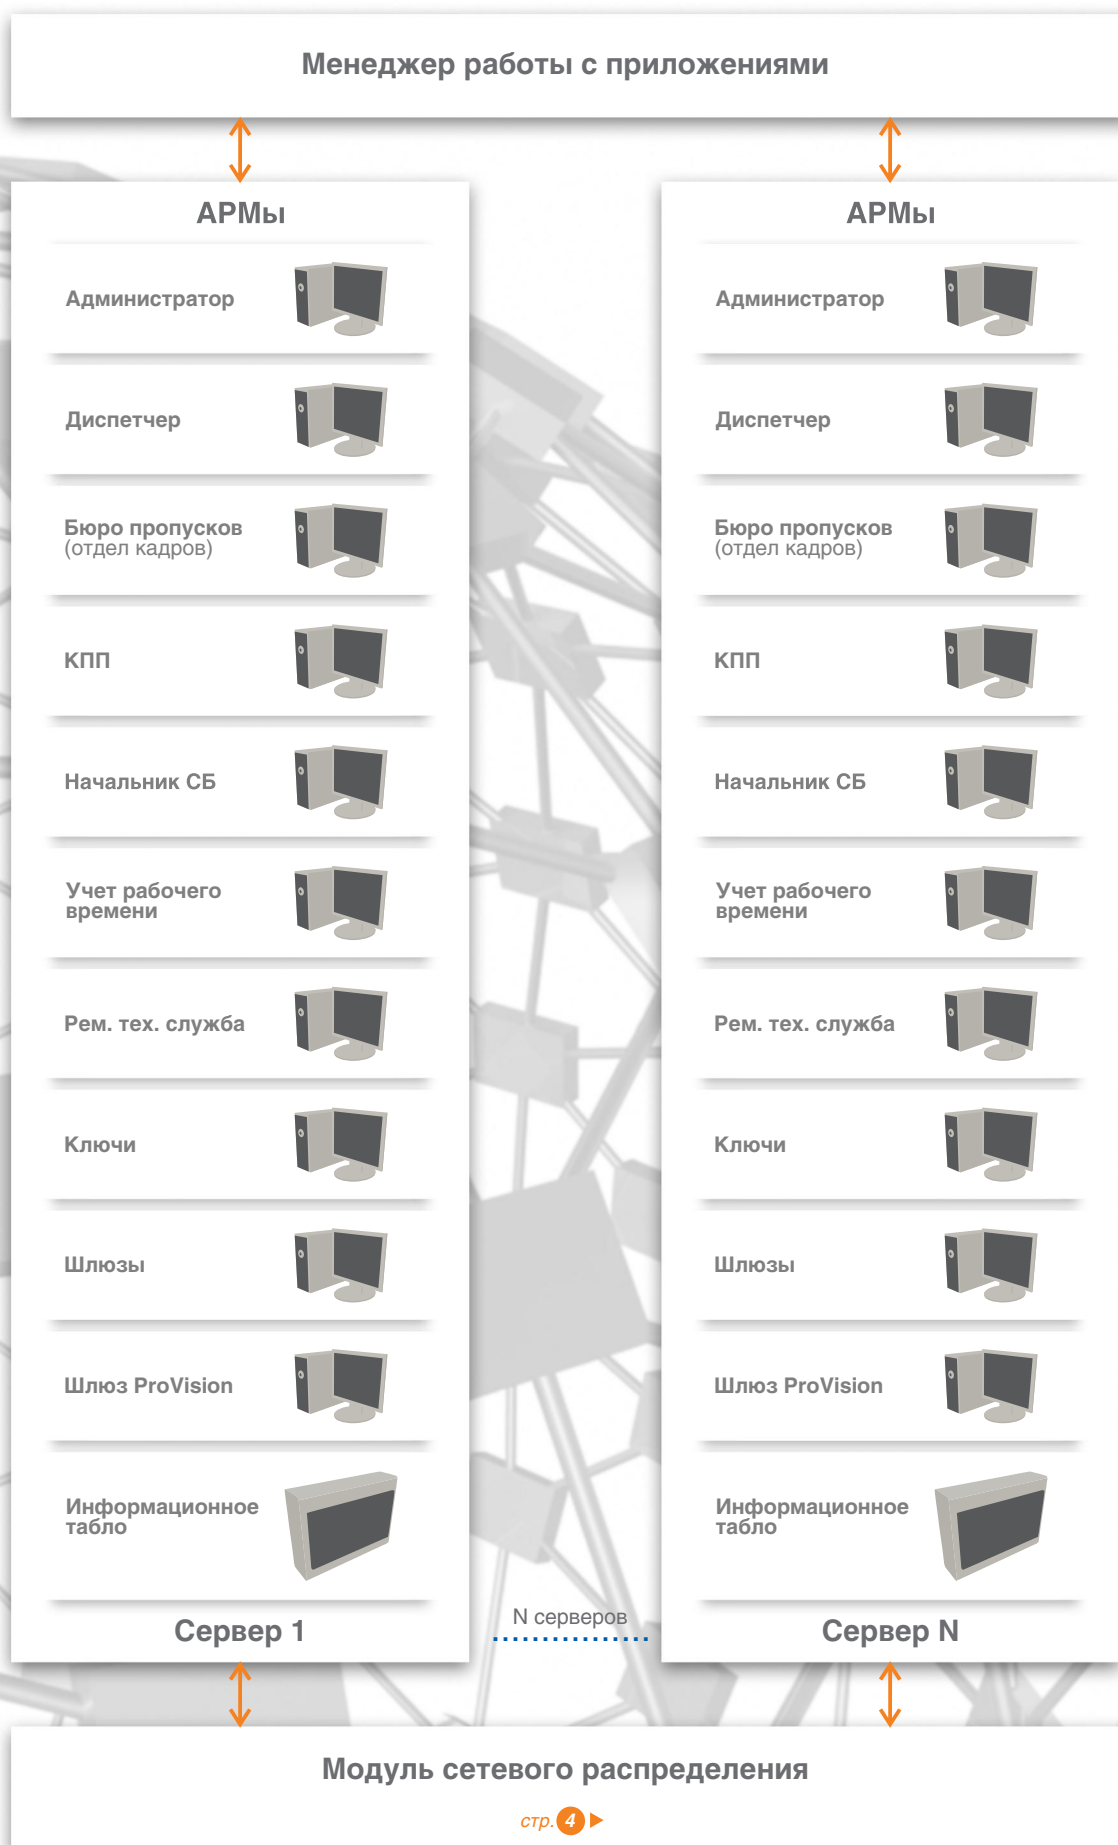 Менеджер работы с приложениями
АРМы
Администратор
Диспетчер
Бюро пропусков
(отдел кадров)
КПП
Начальник СБ
Учет рабочего
времени
Рем. тех. служба
Ключи
Шлюзы
Шлюз ProVision
Информационное
табло
Сервер 1
N серверов
АРМы
Администратор
Диспетчер
Бюро пропусков
(отдел кадров)
КПП
Начальник СБ
Учет рабочего
времени
Рем. тех. служба
Ключи
Шлюзы
Шлюз ProVision
Информационное
табло
Сервер N
Модуль сетевого распределения
стр. 4